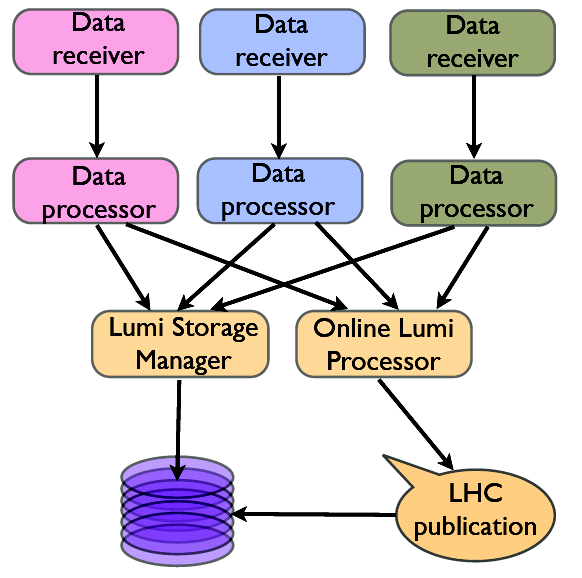 Data
receiver
Data
receiver
Data
receiver
Data
processor
Data
processor
Data
processor
Lumi Storage
Manager
Online Lumi
Processor
LHC
publication